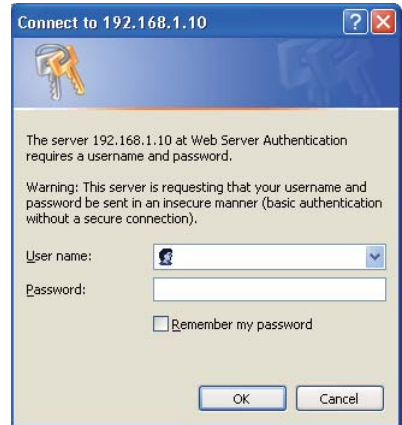 Connect to 192.168.1.10
The server 192.168.1.10 at Web Server Authentication
requires a username and password.
Warning: This server is requesting that your username and
password be sent in an insecure manner (basic authentication
without a secure connection).
User name:
Password:
Remember my password
OK Cancel